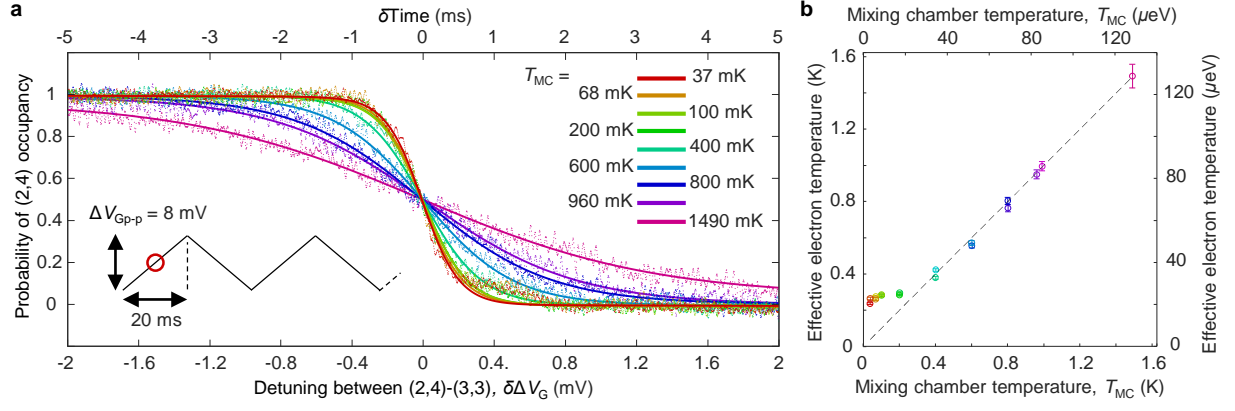 a
δTime (ms)
-5 -4 -3 -2 -1 0 1 2 3 4 5
Probability of (2,4) occupancy
1
0.8
0.6
0.4
0.2
0
T_MC =
37 mK
68 mK
100 mK
200 mK
400 mK
600 mK
800 mK
960 mK
1490 mK
ΔV_Gp-p = 8 mV
20 ms
-2 -1.6 -1.2 -0.8 -0.4 0 0.4. 0.8 1.2 1.6 2
Detuning between (2,4)-(3,3), δΔV_G (mV)
b
Mixing chamber temperature, T_MC (µeV)
0 40 80 120
Effective electron temperature (K)
1.6
1.2
0.8
0.4
0
120
80
40
0
Effective electron temperature (µeV)
0 0.4 0.8 1.2 1.6
Mixing chamber temperature, T_MC (K)